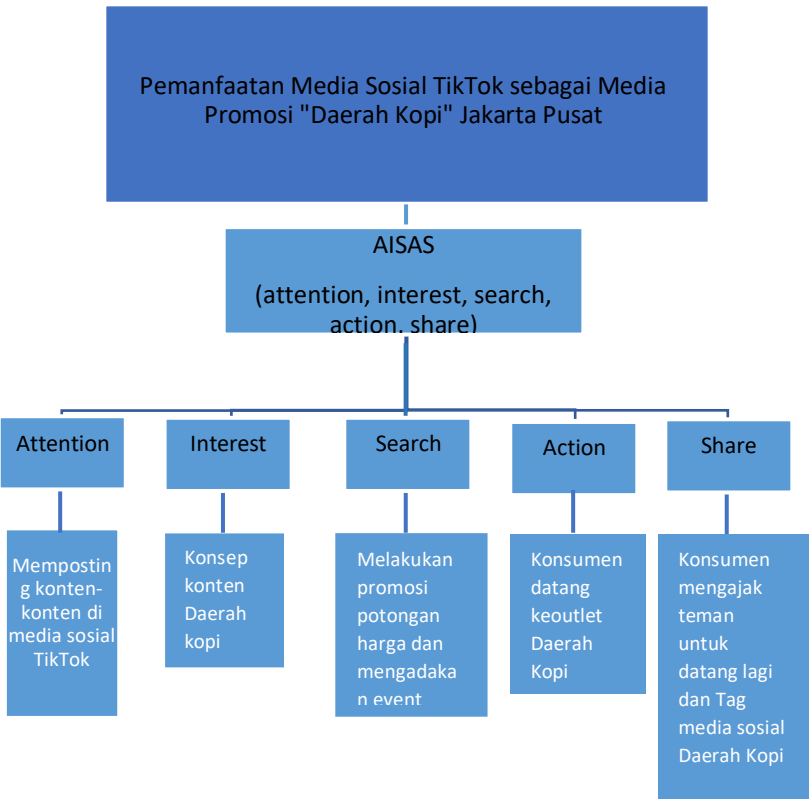 Pemanfaatan Media Sosial TikTok sebagai Media
Promosi "Daerah Kopi" Jakarta Pusat
AISAS
(attention, interest, search,
action, share)
Attention
Interest
Search
Action
Share
Mempostin
g konten-
konten di
media sosial
TikTok
Konsep
konten
Daerah
kopi
Melakukan
promosi
potongan
harga dan
mengadaka
n event
Konsumen
datang
keoutlet
Daerah
Kopi
Konsumen
mengajak
teman
untuk
datang lagi
dan Tag
media sosial
Daerah Kopi